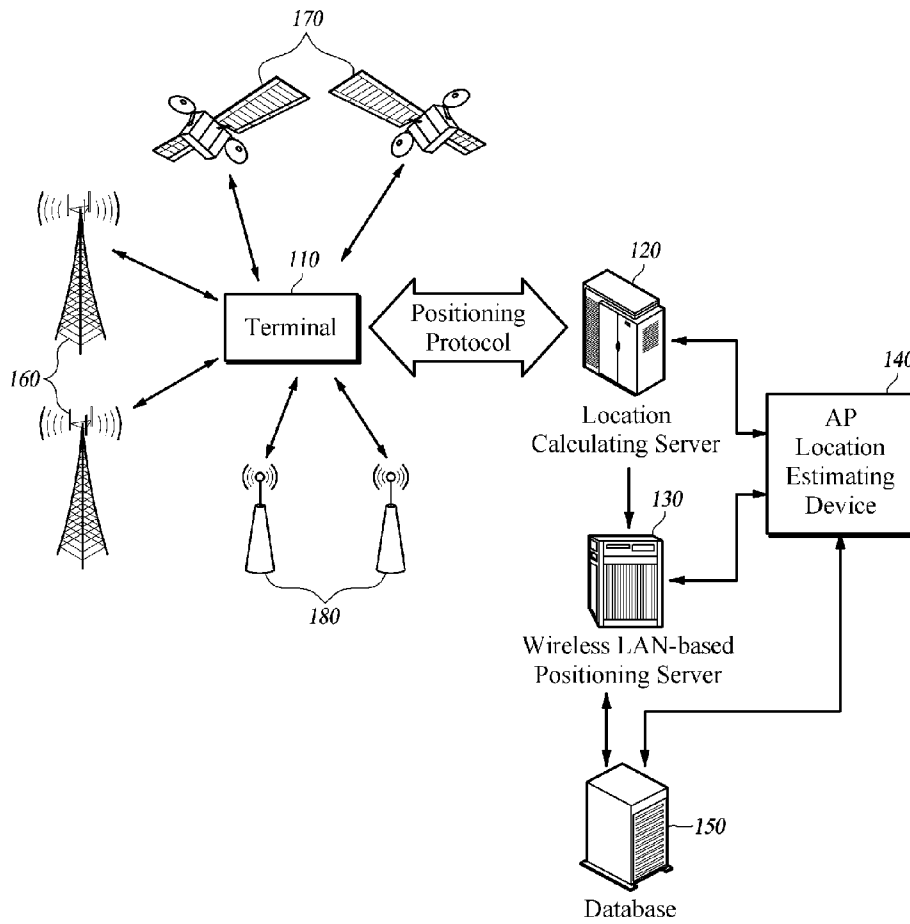 170
110
120
Terminal
Positioning
Protocol
160
140
Location
Calculating Server
AP
Location
Estimating
Device
130
180
Wireless LAN-based
Positioning Server
150
Database